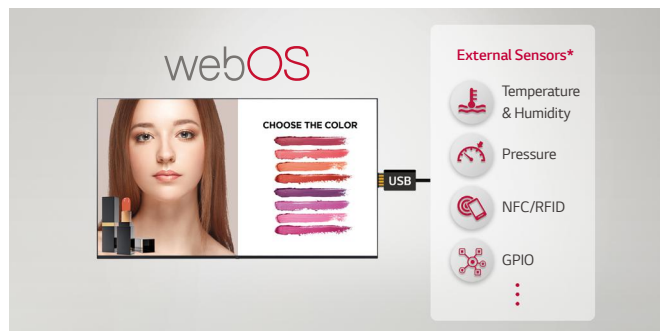 webOS
CHOOSE THE COLOR
USB
External Sensors*
Temperature
& Humidity
Pressure
NFC/RFID
GPIO